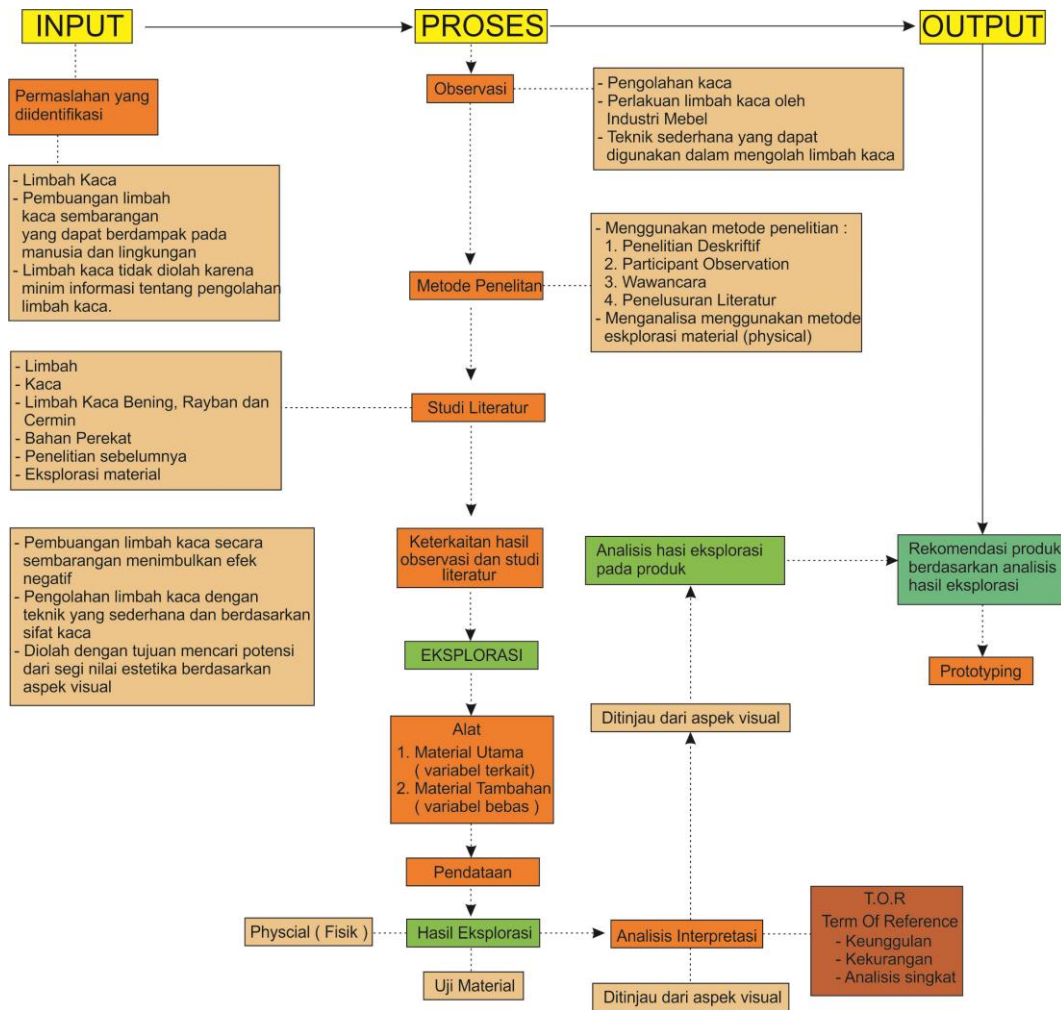 INPUT
PROSES
OUTPUT
Permaslahan yang
diidentifikasi
Observasi
- Pengolahan kaca
- Perlakuan limbah kaca oleh
Industri Mebel
- Teknik sederhana yang dapat
digunakan dalam mengolah limbah kaca
- Limbah Kaca
- Pembuangan limbah
kaca sembarangan
yang dapat berdampak pada
manusia dan lingkungan
- Limbah kaca tidak diolah karena
minim informasi tentang pengolahan
limbah kaca.
Metode Penelitan
- Menggunakan metode penelitian :
1. Penelitian Deskriftif
2. Participant Observation
3. Wawancara
4. Penelusuran Literatur
- Menganalisa menggunakan metode
eskplorasi material (physical)
- Limbah
- Kaca
- Limbah Kaca Bening, Rayban dan
Cermin
- Bahan Perekat
- Penelitian sebelumnya
- Eksplorasi material
Studi Literatur
- Pembuangan limbah kaca secara
sembarangan menimbulkan efek
negatif
- Pengolahan limbah kaca dengan
teknik yang sederhana dan berdasarkan
sifat kaca
- Diolah dengan tujuan mencari potensi
dari segi nilai estetika berdasarkan
aspek visual
Keterkaitan hasil
observasi dan studi
literatur
Analisis hasi eksplorasi
pada produk
Rekomendasi produk
berdasarkan analisis
hasil eksplorasi
EKSPLORASI
Prototyping
Alat
1. Material Utama
( variabel terkait)
2. Material Tambahan
( variabel bebas )
Ditinjau dari aspek visual
Pendataan
Physcial ( Fisik )
Hasil Eksplorasi
Analisis Interpretasi
T.O.R
Term Of Reference
- Keunggulan
- Kekurangan
- Analisis singkat
Uji Material
Ditinjau dari aspek visual